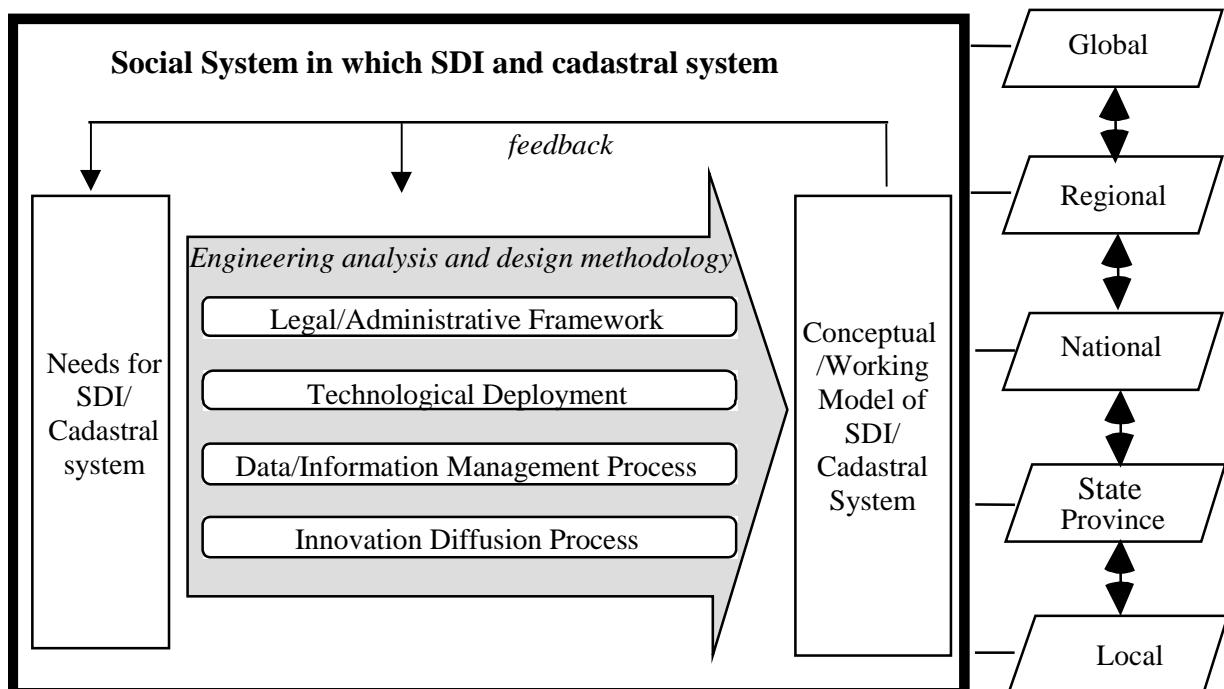 Social System in which SDI and cadastral system
feedback
Needs for
SDI/
Cadastral
system
Engineering analysis and design methodology
Legal/Administrative Framework
Technological Deployment
Data/Information Management Process
Innovation Diffusion Process
Conceptual
/Working
Model of
SDI/
Cadastral
System
Global
Regional
National
State
Province
Local